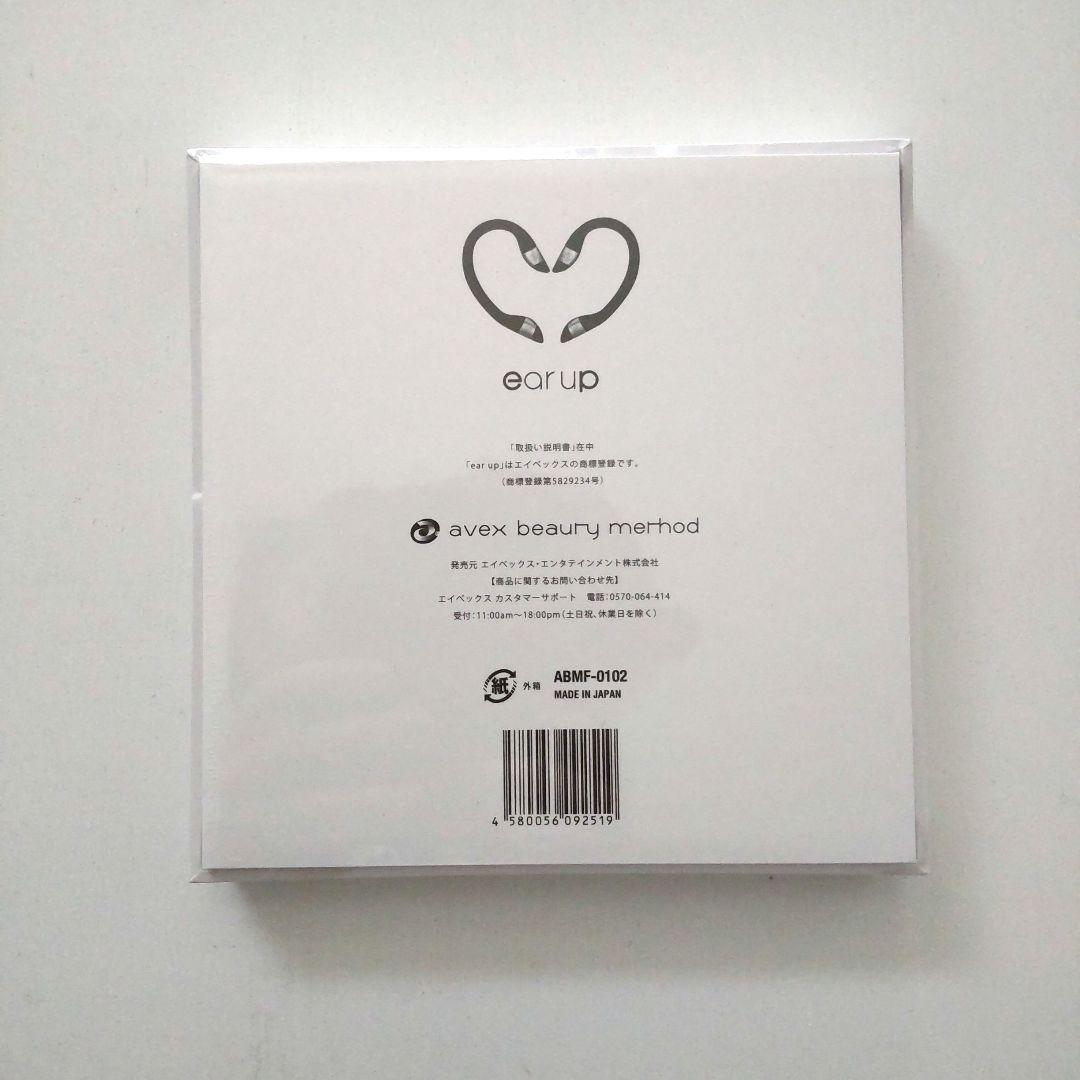 ear up
「取扱い説明書」在中
「ear up」はエイベックスの商標登録です。
（商標登録第5829234号）
avex beauty method
発売元 エイベックス・エンタテインメント株式会社
【商品に関するお問い合わせ先】
エイベックス カスタマーサポート　電話：0570-064-414
受付：11:00am〜18:00pm（土日祝、休業日を除く）
紙 外箱 ABMF-0102
MADE IN JAPAN
4 580056 092519